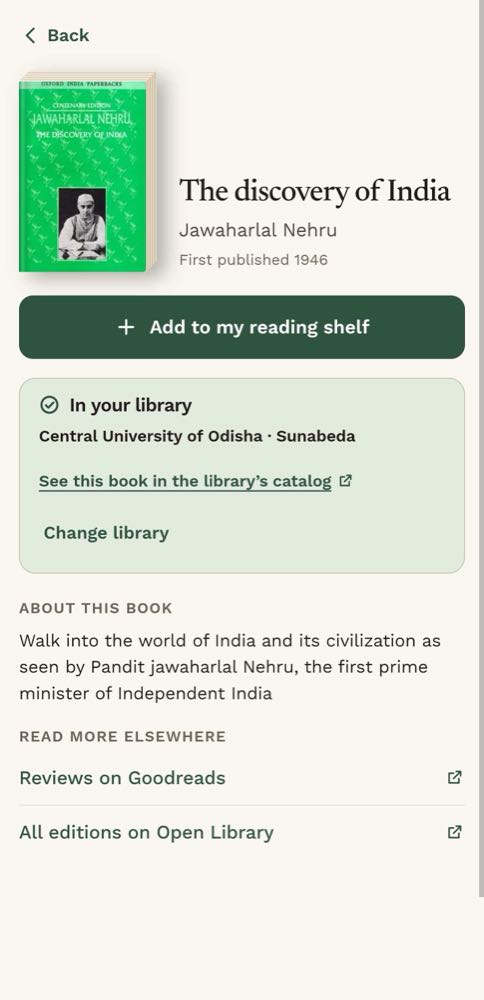 Back
OXFORD INDIA PAPERBACKS
CENTENARY EDITION
JAWAHARLAL NEHRU
THE DISCOVERY OF INDIA
The discovery of India
Jawaharlal Nehru
First published 1946
Add to my reading shelf
In your library
Central University of Odisha · Sunabeda
See this book in the library’s catalog
Change library
ABOUT THIS BOOK
Walk into the world of India and its civilization as
seen by Pandit jawaharlal Nehru, the first prime
minister of Independent India
READ MORE ELSEWHERE
Reviews on Goodreads
All editions on Open Library